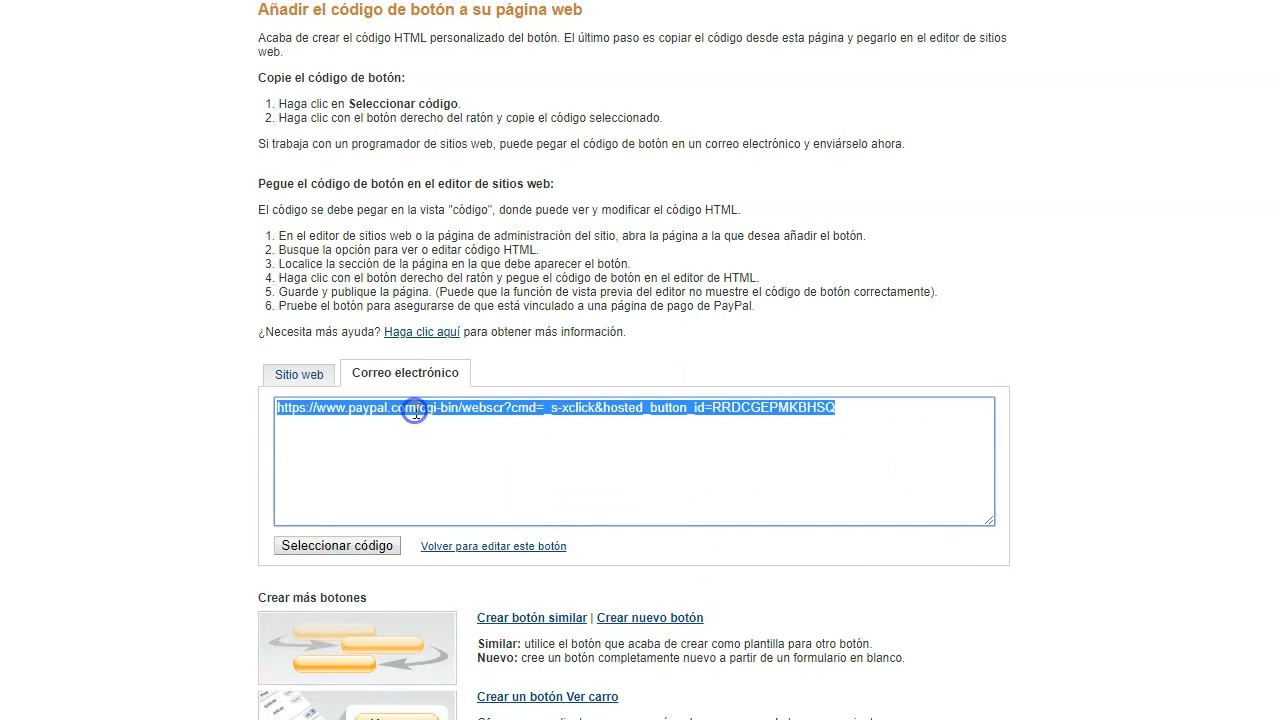 Añadir el código de botón a su página web
Acaba de crear el código HTML personalizado del botón. El último paso es copiar el código desde esta página y pegarlo en el editor de sitios
web.
Copie el código de botón:
1. Haga clic en Seleccionar código.
2. Haga clic con el botón derecho del ratón y copie el código seleccionado.
Si trabaja con un programador de sitios web, puede pegar el código de botón en un correo electrónico y enviárselo ahora.
Pegue el código de botón en el editor de sitios web:
El código se debe pegar en la vista "código", donde puede ver y modificar el código HTML.
1. En el editor de sitios web o la página de administración del sitio, abra la página a la que desea añadir el botón.
2. Busque la opción para ver o editar código HTML.
3. Localice la sección de la página en la que debe aparecer el botón.
4. Haga clic con el botón derecho del ratón y pegue el código de botón en el editor de HTML.
5. Guarde y publique la página. (Puede que la función de vista previa del editor no muestre el código de botón correctamente).
6. Pruebe el botón para asegurarse de que está vinculado a una página de pago de PayPal.
¿Necesita más ayuda? Haga clic aquí para obtener más información.
Sitio web
Correo electrónico
https://www.paypal.com/cgi-bin/webscr?cmd=_s-xclick&hosted_button_id=RRDCGEPMKBHSQ
Seleccionar código
Volver para editar este botón
Crear más botones
Crear botón similar | Crear nuevo botón
Similar: utilice el botón que acaba de crear como plantilla para otro botón.
Nuevo: cree un botón completamente nuevo a partir de un formulario en blanco.
Crear un botón Ver carro